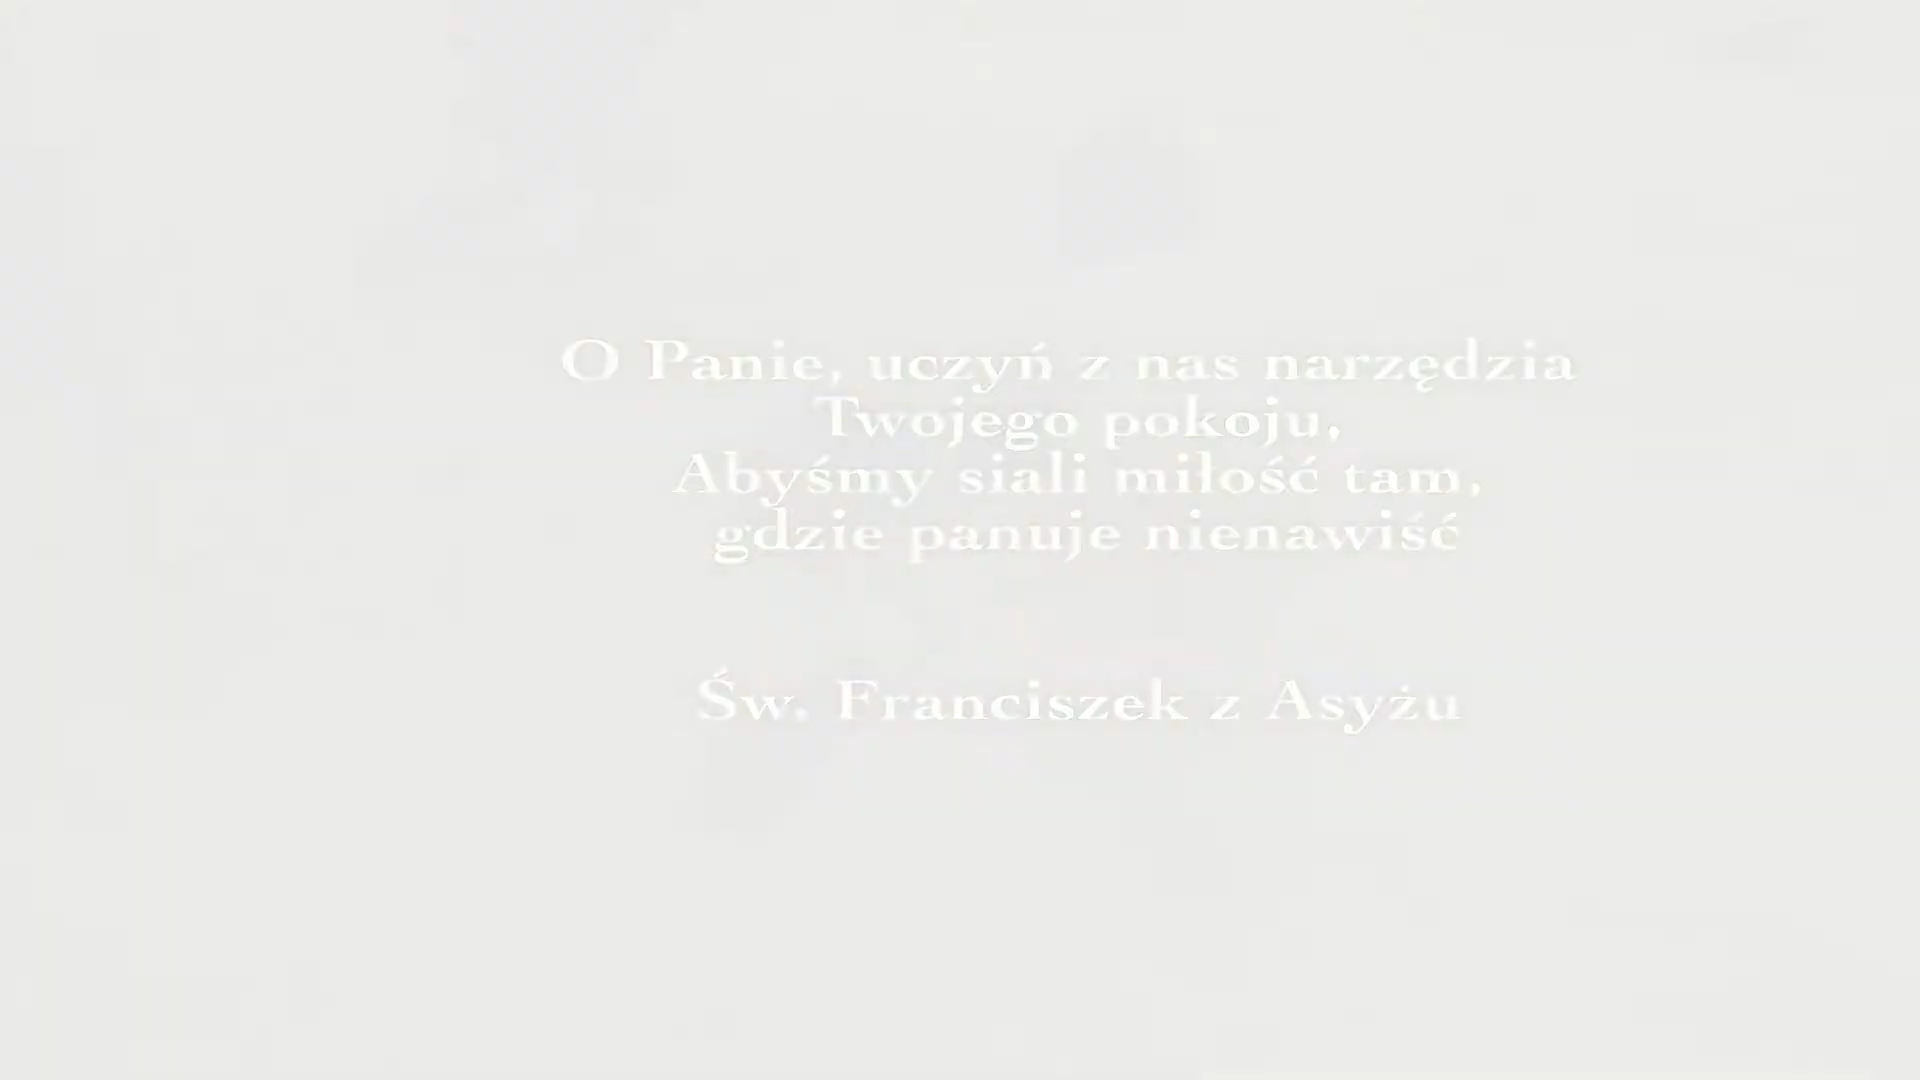 O Panie, uczyń z nas narzędzia
Twojego pokoju,
Abyśmy siali miłość tam,
gdzie panuje nienawiść
Św. Franciszek z Asyżu